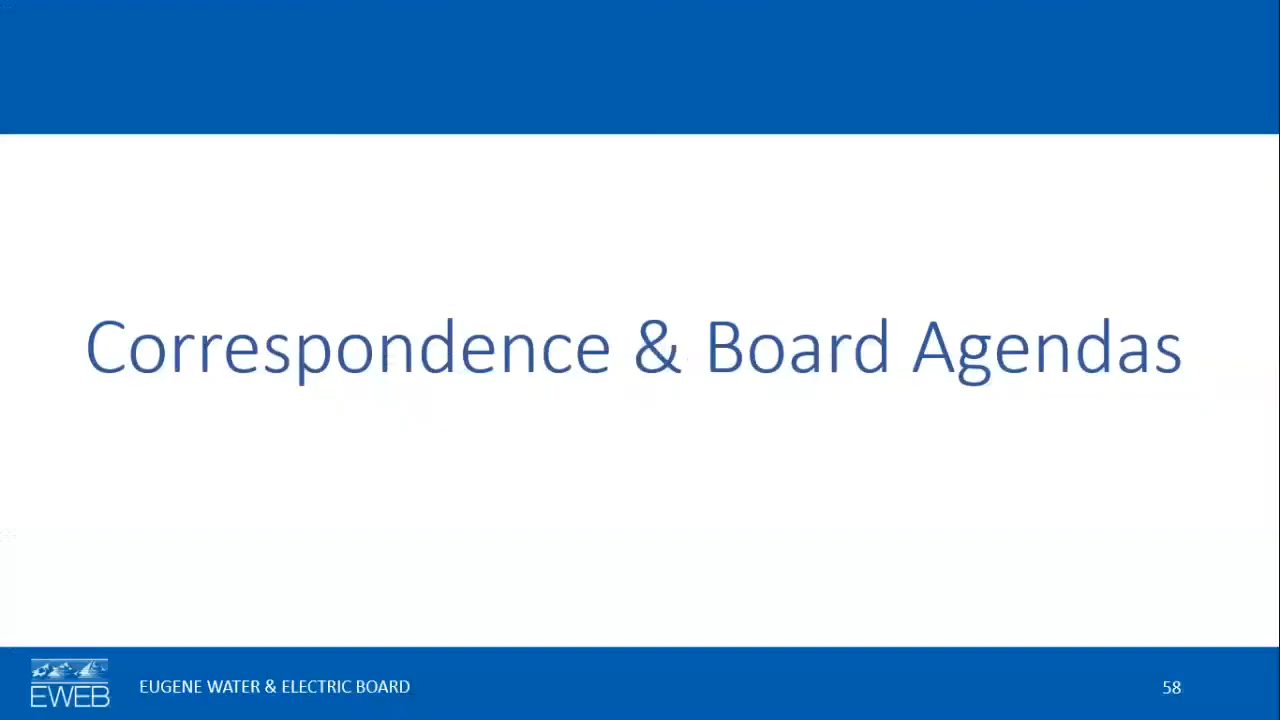 Correspondence & Board Agendas
EWEB
EUGENE WATER & ELECTRIC BOARD
58